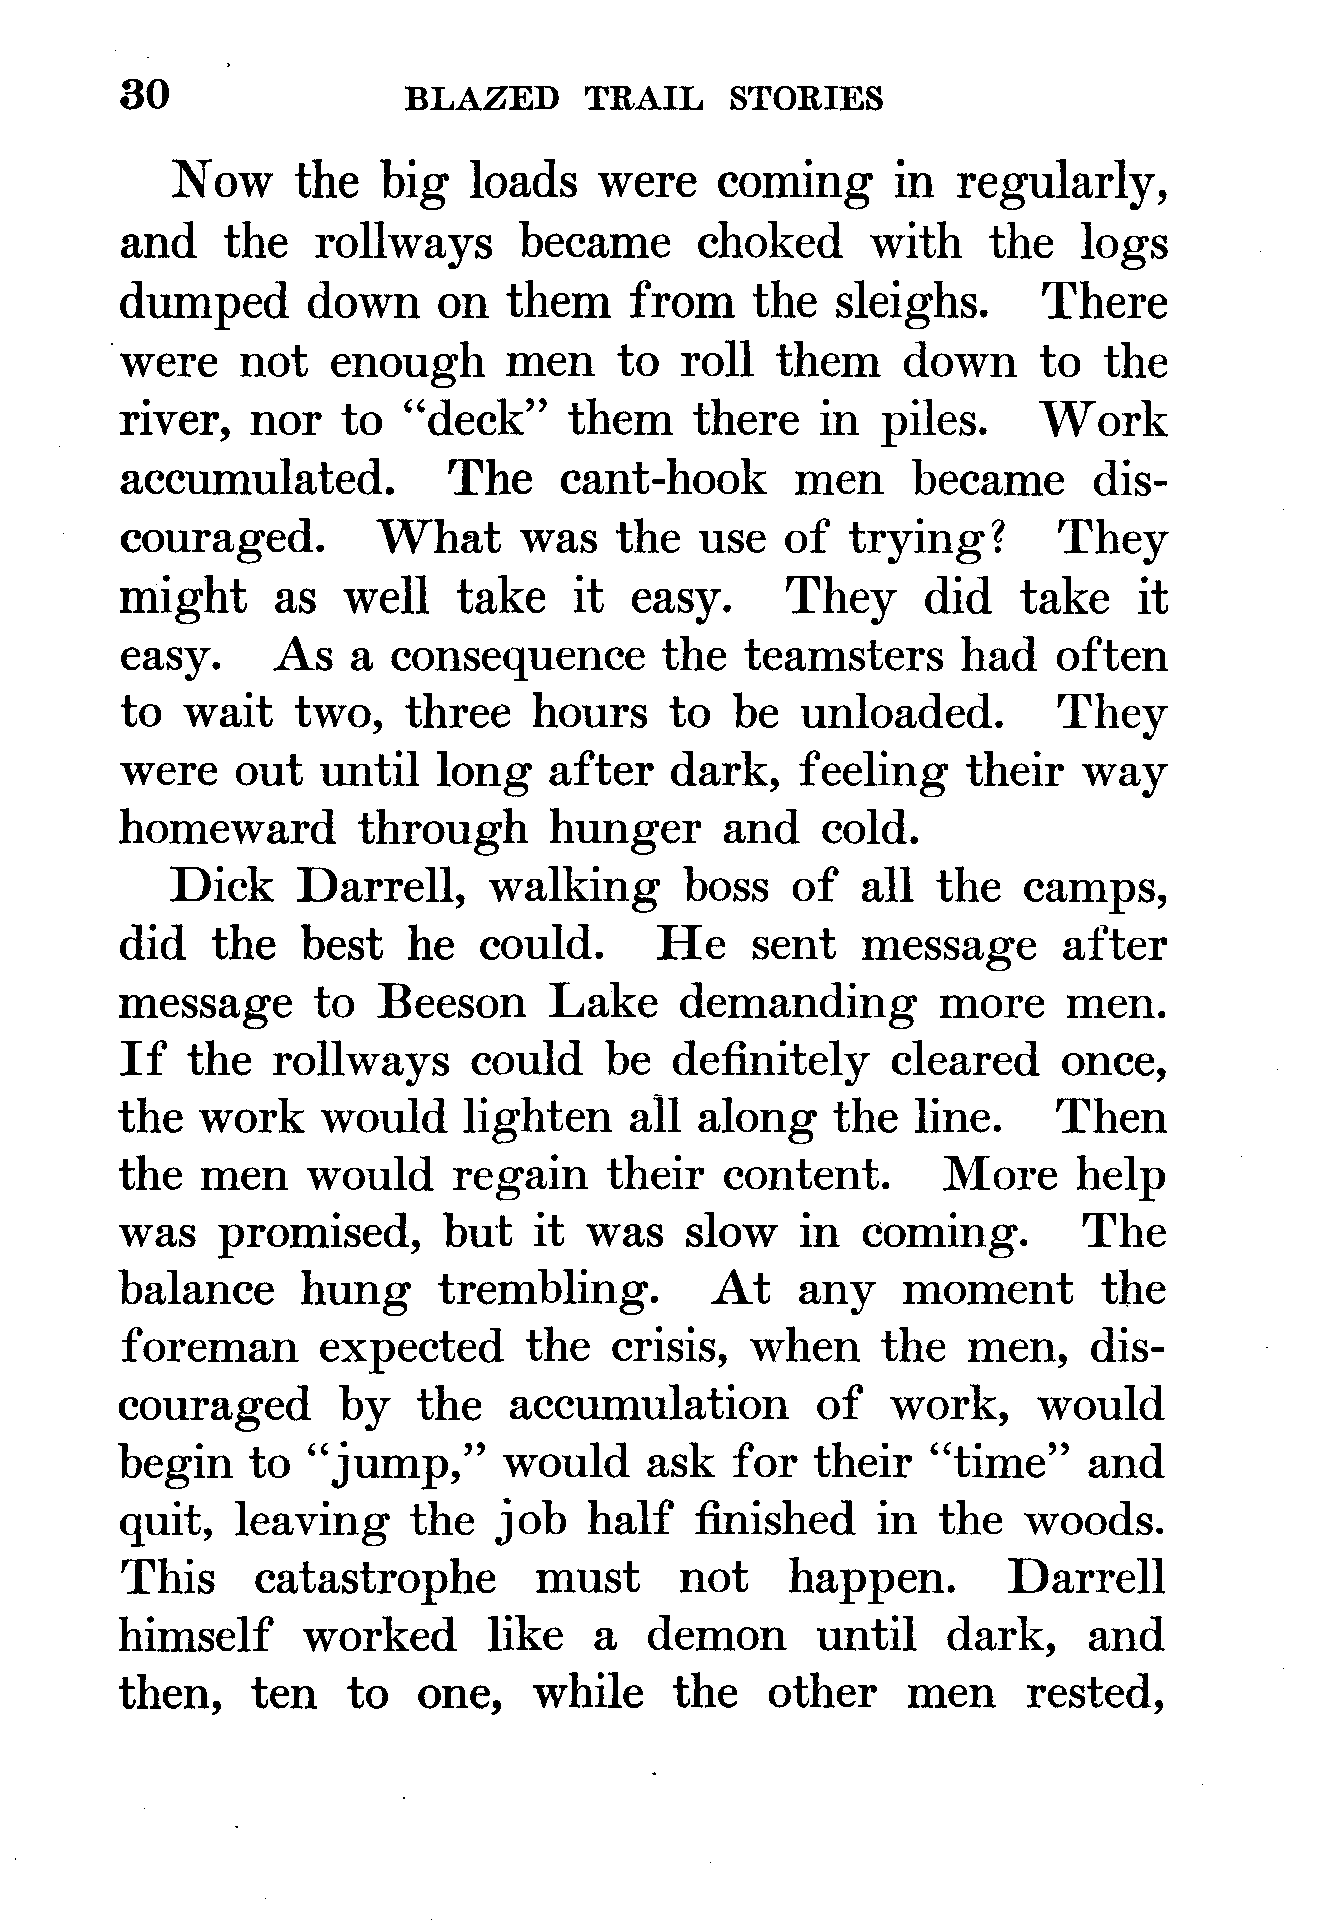 30 BLAZED TRAIL STORIES
Now the big loads were coming in regularly,
and the rollways became choked with the logs
dumped down on them from the sleighs. There
were not enough men to roll them down to the
river, nor to “deck” them there in piles. Work
accumulated. The cant-hook men became dis-
couraged. What was the use of trying? They
might as well take it easy. They did take it
easy. As a consequence the teamsters had often
to wait two, three hours to be unloaded. They
were out until long after dark, feeling their way
homeward through hunger and cold.
Dick Darrell, walking boss of all the camps,
did the best he could. He sent message after
message to Beeson Lake demanding more men.
If the rollways could be definitely cleared once,
the work would lighten all along the line. Then
the men would regain their content. More help
was promised, but it was slow in coming. The
balance hung trembling. At any moment the
foreman expected the crisis, when the men, dis-
couraged by the accumulation of work, would
begin to “jump,” would ask for their “time” and
quit, leaving the job half finished in the woods.
This catastrophe must not happen. Darrell
himself worked like a demon until dark, and
then, ten to one, while the other men rested,